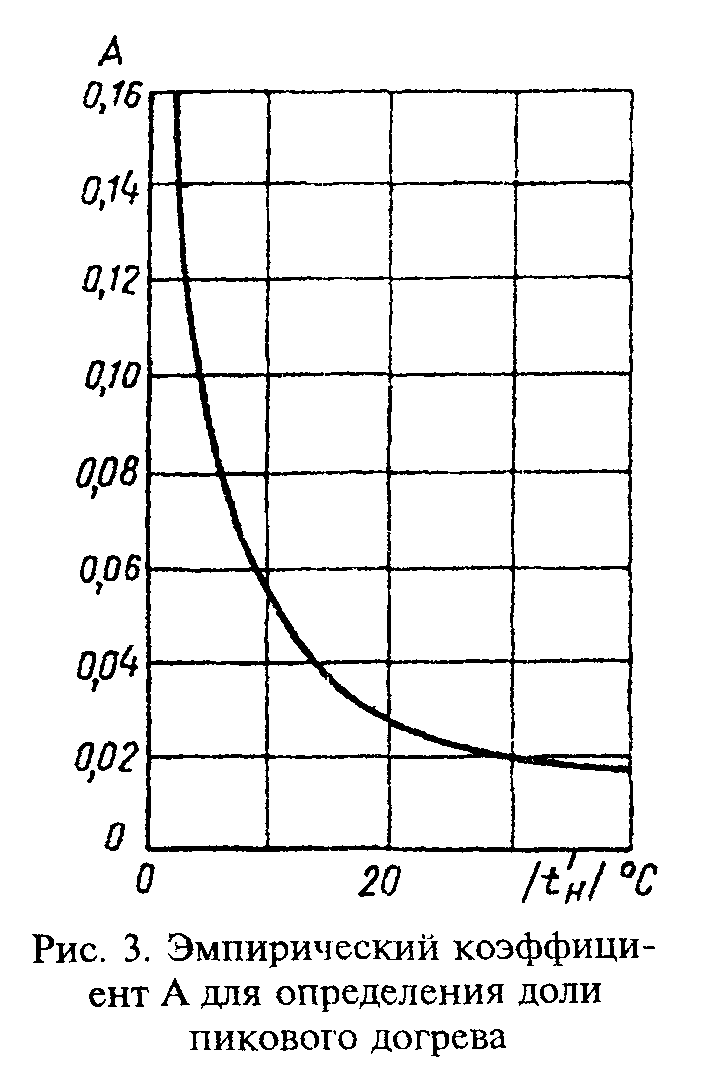 А
0,16
0,14
0,12
0,10
0,08
0,06
0,04
0,02
0
0 20 /t'н/ °С
Рис. 3. Эмпирический коэффици-
ент А для определения доли
пикового догрева